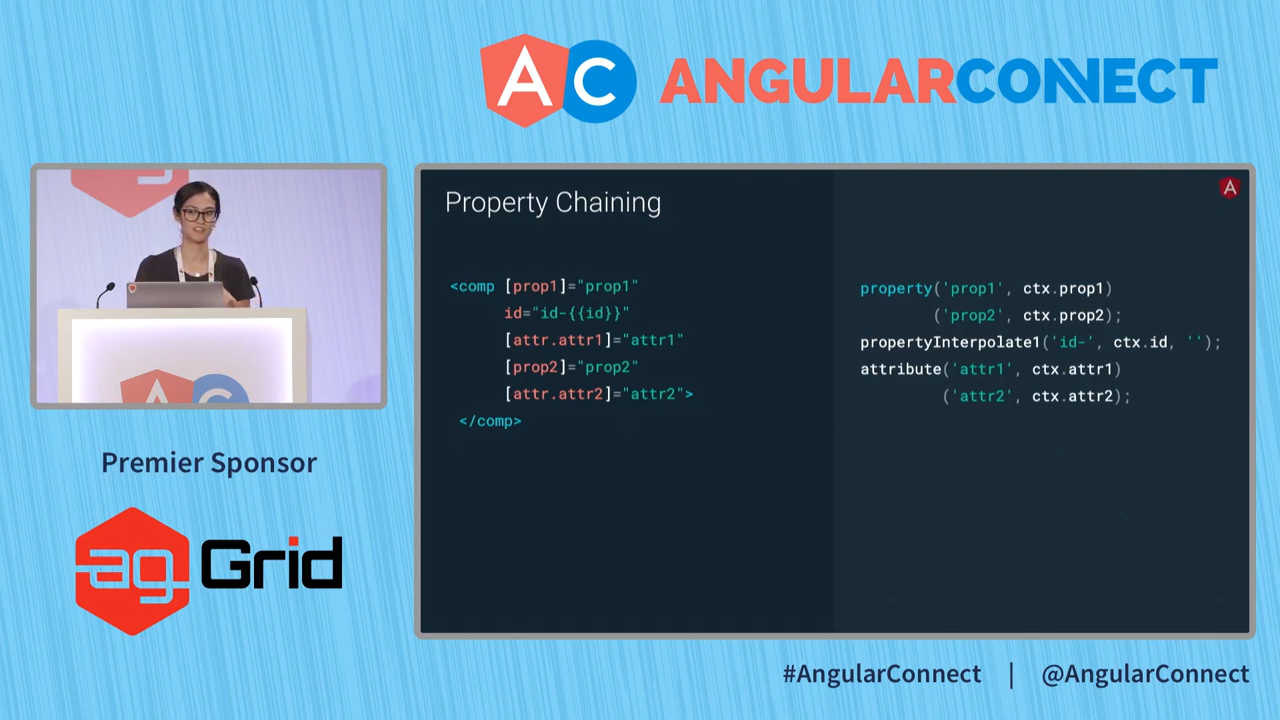 AC ANGULARCONNECT
Property Chaining
A
<comp [prop1]="prop1"
id="id-{{id}}"
[attr.attr1]="attr1"
[prop2]="prop2"
[attr.attr2]="attr2">
</comp>
property('prop1', ctx.prop1)
('prop2', ctx.prop2);
propertyInterpolate1('id-', ctx.id, '');
attribute('attr1', ctx.attr1)
('attr2', ctx.attr2);
Premier Sponsor
ag Grid
#AngularConnect | @AngularConnect